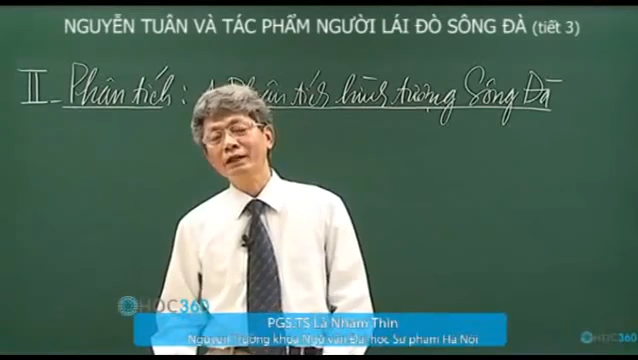 NGUYỄN TUÂN VÀ TÁC PHẨM NGƯỜI LÁI ĐÒ SÔNG ĐÀ (tiết 3)
II - Phân tích: 1. Phân tích hình tượng Sông Đà
HOC360
PGS.TS Lã Nhâm Thìn
Nguyên Trưởng khoa Ngữ văn Đại học Sư phạm Hà Nội
HOC360